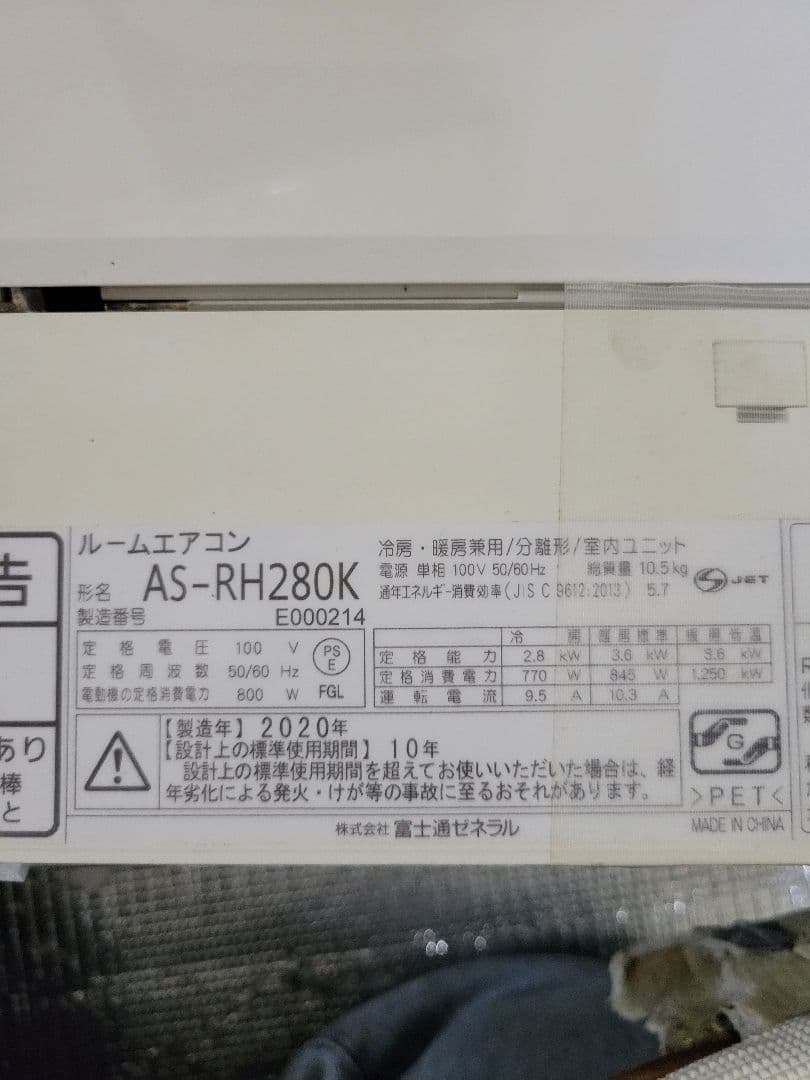 告
あり
棒
と
ルームエアコン
形名 AS-RH280K
製造番号 E000214
冷房・暖房兼用/分離形/室内ユニット
電源 単相 100V 50/60Hz 総質量 10.5kg
通年エネルギー消費効率(JIS C 9612:2013) 5.7
JET
定格電圧 100 V
定格周波数 50/60 Hz
電動機の定格消費電力 800 W
PS
E
FGL
冷房 暖房標準 暖房低温
定格能力 2.8 kW 3.6 kW 3.6 kW
定格消費電力 770 W 845 W 1.250 kW
運転電流 9.5 A 10.3 A
【製造年】2020年
【設計上の標準使用期間】10年
設計上の標準使用期間を超えてお使いいただいた場合は、経
年劣化による発火・けが等の事故に至るおそれがあります。
G
>PET<
株式会社 富士通ゼネラル
MADE IN CHINA